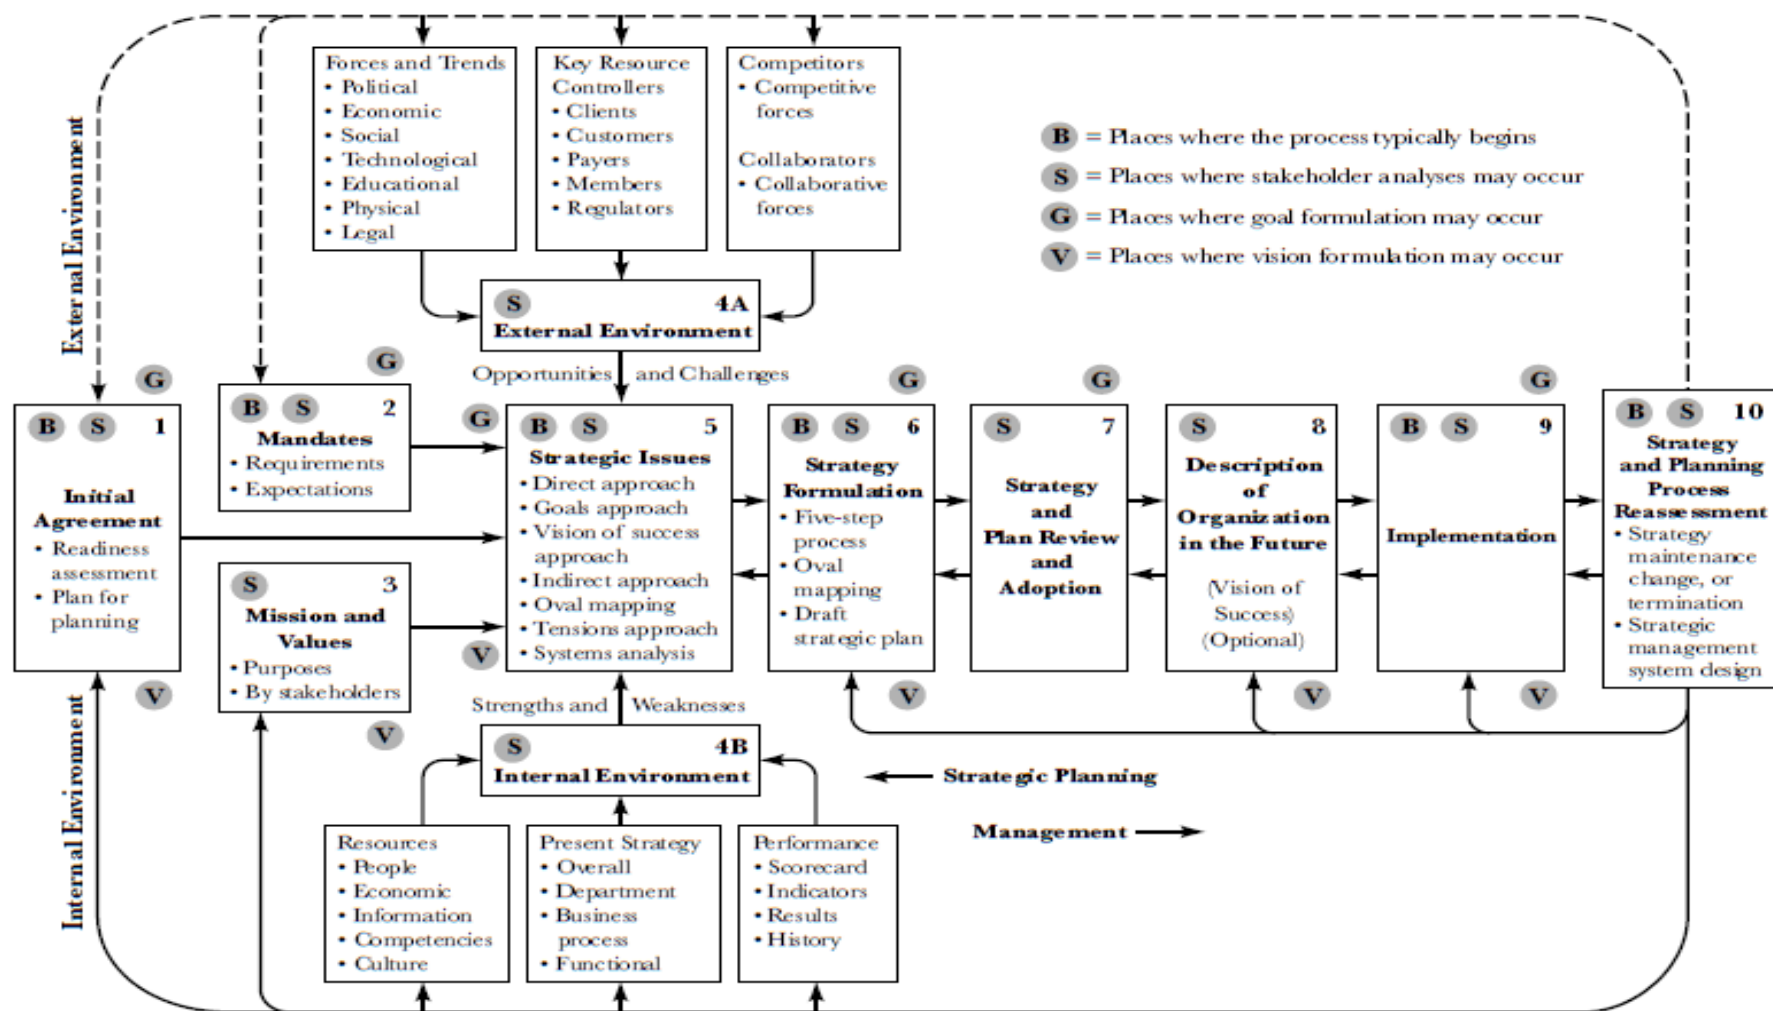 External Environment
Forces and Trends
• Political
• Economic
• Social
• Technological
• Educational
• Physical
• Legal
Key Resource
Controllers
• Clients
• Customers
• Payers
• Members
• Regulators
Competitors
• Competitive
forces
Collaborators
• Collaborative
forces
B = Places where the process typically begins
S = Places where stakeholder analyses may occur
G = Places where goal formulation may occur
V = Places where vision formulation may occur
S 4A
External Environment
Opportunities and Challenges
G
B S 1
Initial
Agreement
• Readiness
assessment
• Plan for
planning
V
G
B S 2
Mandates
• Requirements
• Expectations
S 3
Mission and
Values
• Purposes
• By stakeholders
V
G
B S 5
Strategic Issues
• Direct approach
• Goals approach
• Vision of success
approach
• Indirect approach
• Oval mapping
• Tensions approach
• Systems analysis
V
G
B S 6
Strategy
Formulation
• Five-step
process
• Oval
mapping
• Draft
strategic plan
V
G
S 7
Strategy
and
Plan Review
and
Adoption
S 8
Description
of
Organization
in the Future
(Vision of
Success)
(Optional)
V
G
B S 9
Implementation
V
B S 10
Strategy
and Planning
Process
Reassessment
• Strategy
maintenance
change, or
termination
• Strategic
management
system design
Strengths and Weaknesses
S 4B
Internal Environment
Strategic Planning
Management
Internal Environment
Resources
• People
• Economic
• Information
• Competencies
• Culture
Present Strategy
• Overall
• Department
• Business
process
• Functional
Performance
• Scorecard
• Indicators
• Results
• History